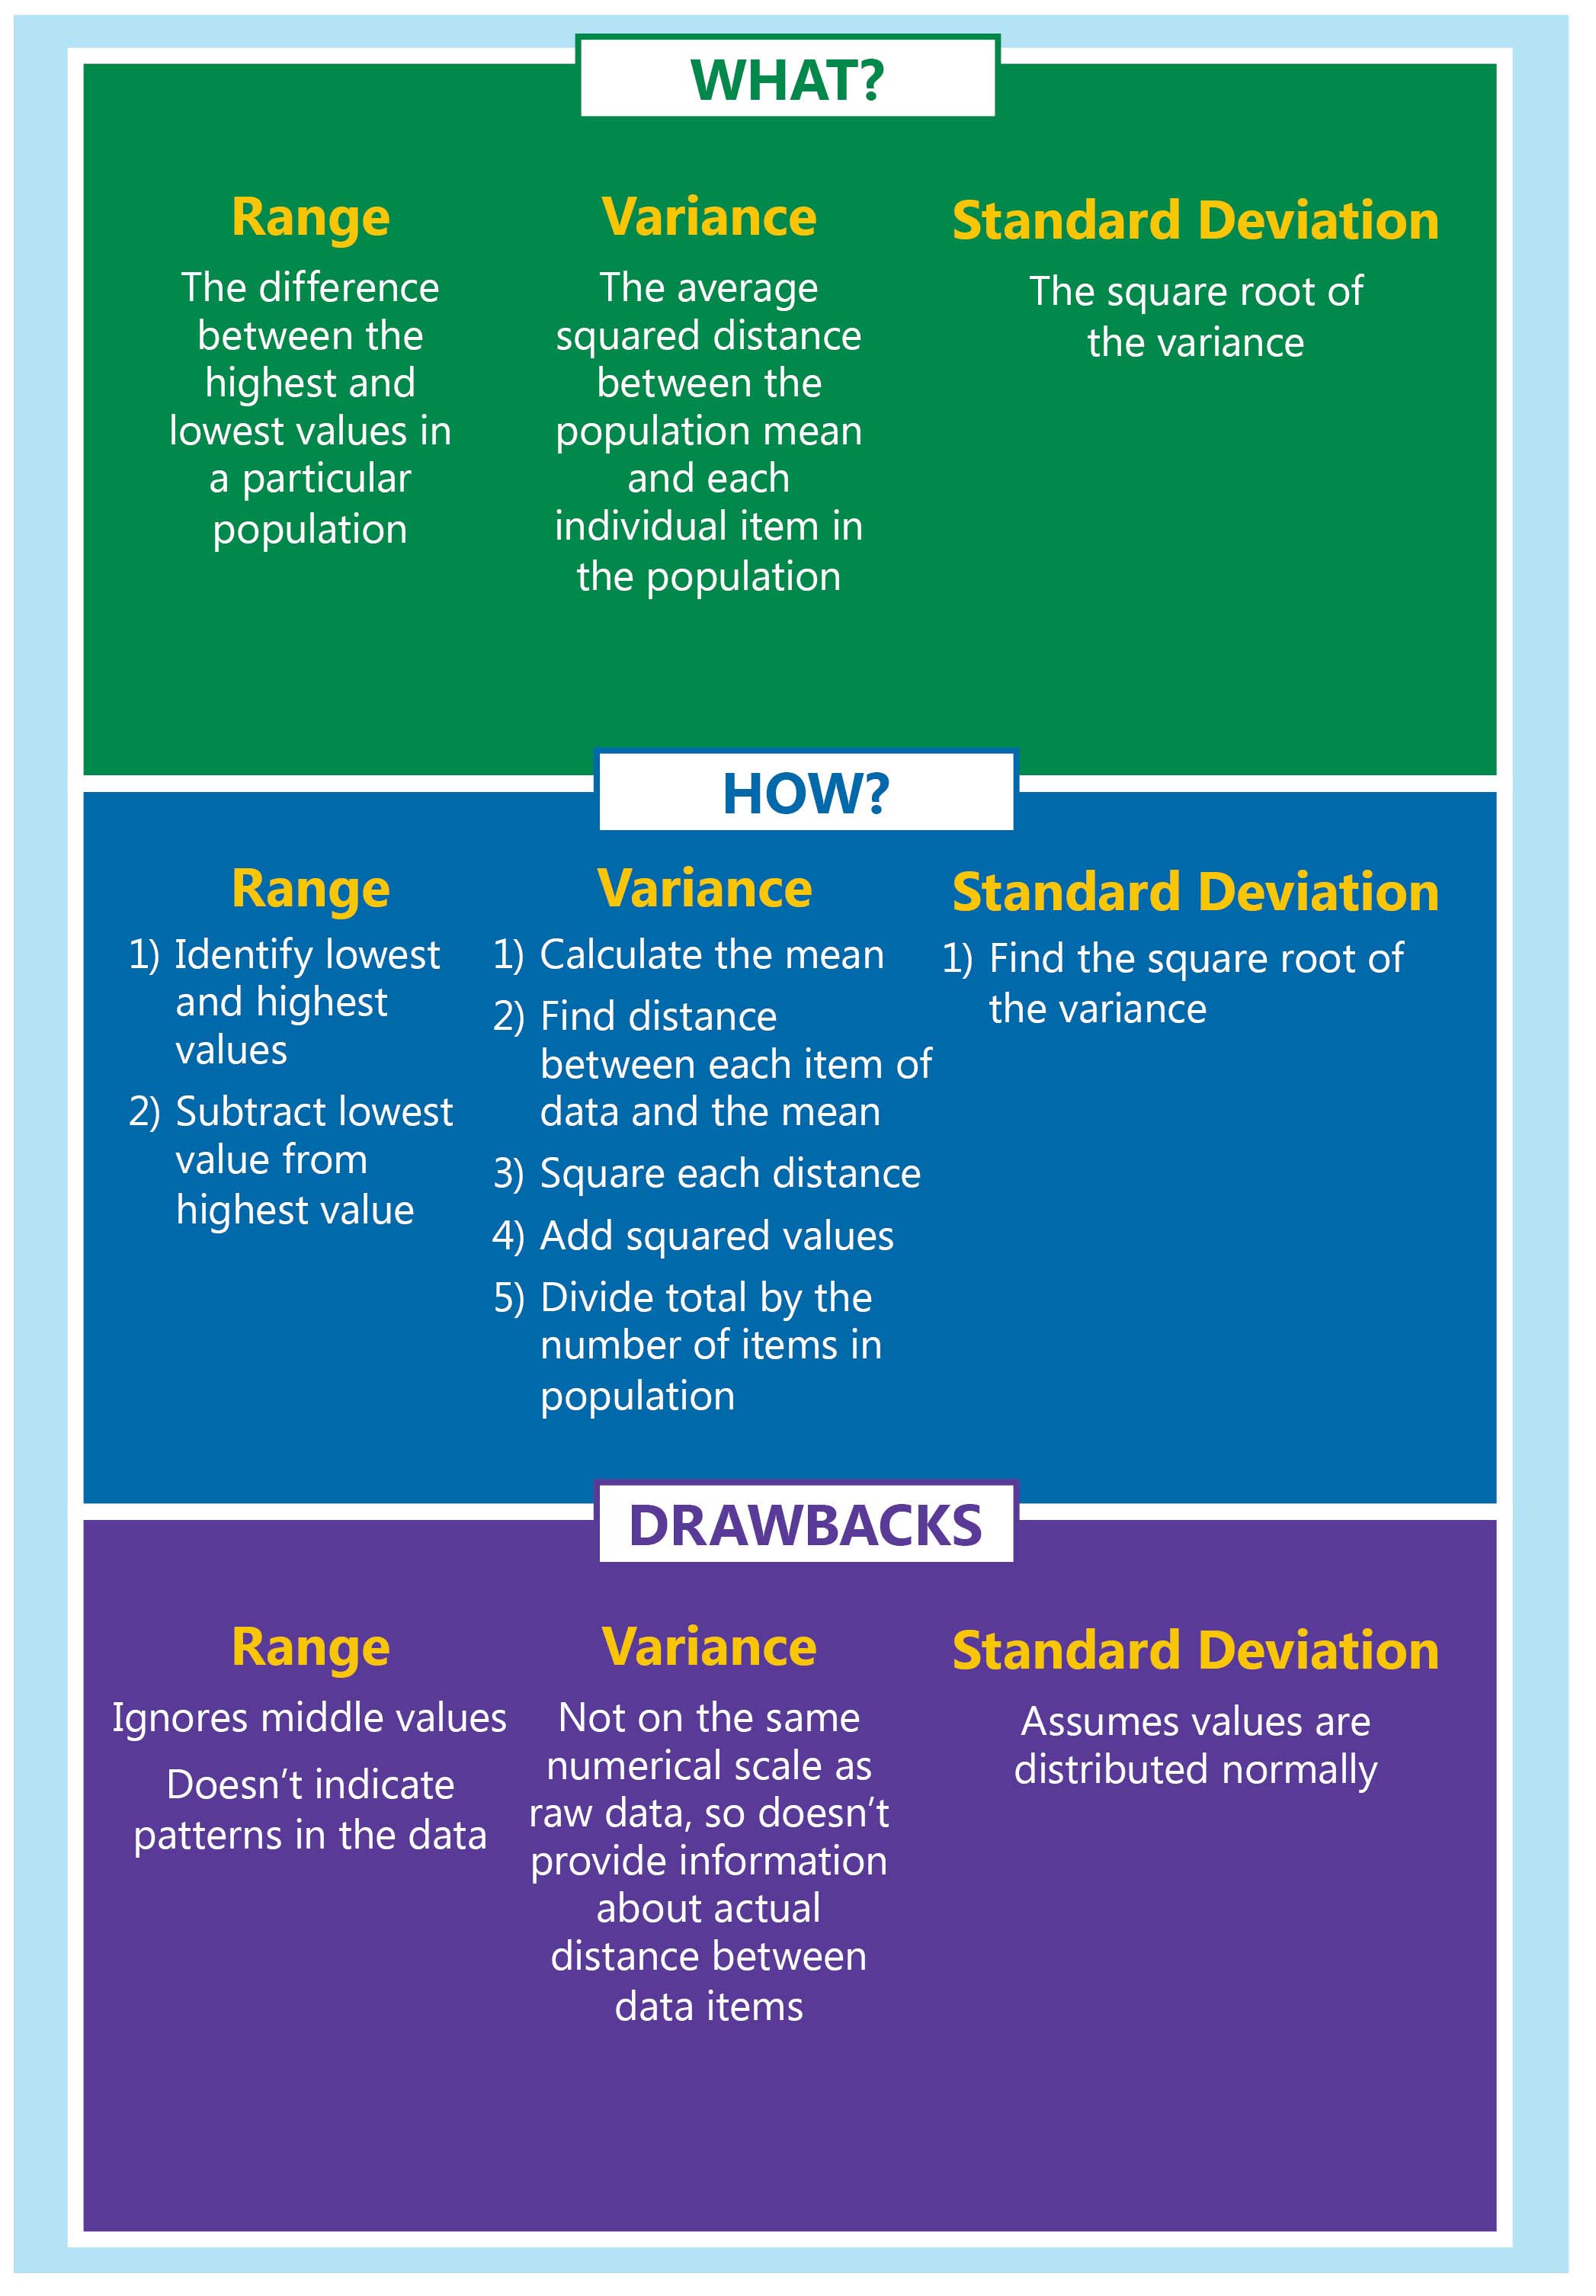 WHAT?
Range
The difference
between the
highest and
lowest values in
a particular
population
Variance
The average
squared distance
between the
population mean
and each
individual item in
the population
Standard Deviation
The square root of
the variance
HOW?
Range
1) Identify lowest
and highest
values
2) Subtract lowest
value from
highest value
Variance
1) Calculate the mean
2) Find distance
between each item of
data and the mean
3) Square each distance
4) Add squared values
5) Divide total by the
number of items in
population
Standard Deviation
1) Find the square root of
the variance
DRAWBACKS
Range
Ignores middle values
Doesn’t indicate
patterns in the data
Variance
Not on the same
numerical scale as
raw data, so doesn’t
provide information
about actual
distance between
data items
Standard Deviation
Assumes values are
distributed normally